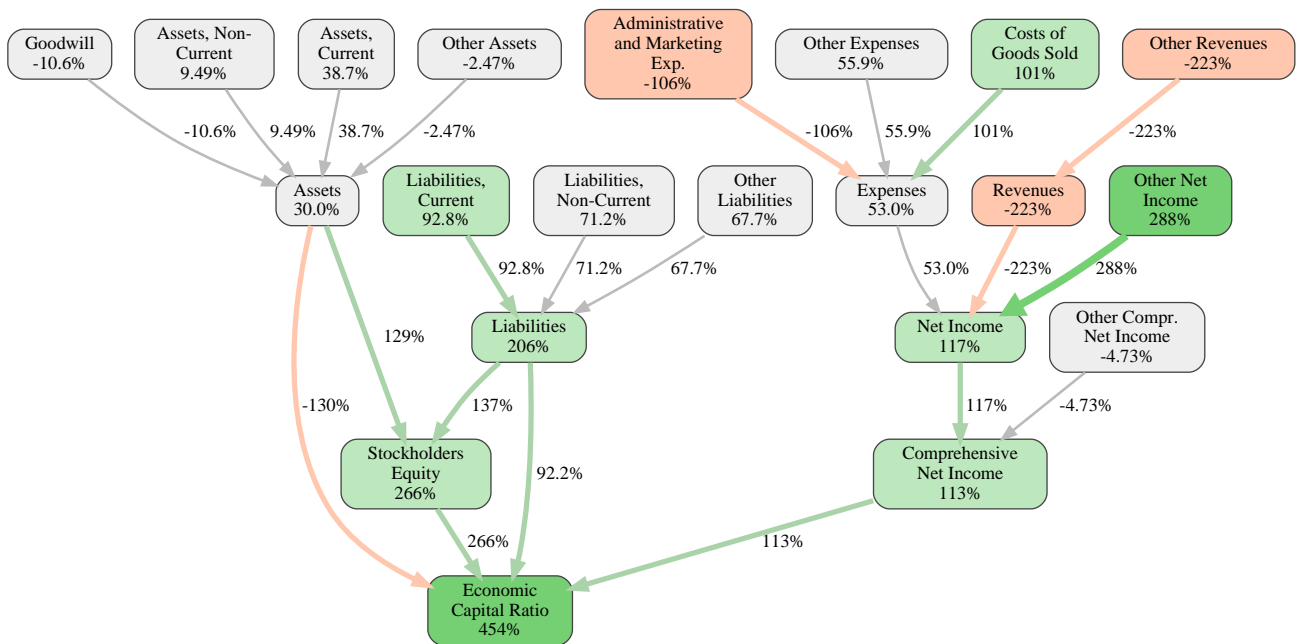 Goodwill
-10.6%
Assets, Non-
Current
9.49%
Assets,
Current
38.7%
Other Assets
-2.47%
Administrative
and Marketing
Exp.
-106%
Other Expenses
55.9%
Costs of
Goods Sold
101%
Other Revenues
-223%
-10.6%
9.49%
38.7%
-2.47%
-106%
55.9%
101%
-223%
Assets
30.0%
Liabilities,
Current
92.8%
Liabilities,
Non-Current
71.2%
Other
Liabilities
67.7%
Expenses
53.0%
Revenues
-223%
Other Net
Income
288%
92.8%
71.2%
67.7%
53.0%
-223%
288%
129%
Liabilities
206%
Net Income
117%
Other Compr.
Net Income
-4.73%
-130%
137%
92.2%
117%
-4.73%
Stockholders
Equity
266%
Comprehensive
Net Income
113%
266%
113%
Economic
Capital Ratio
454%